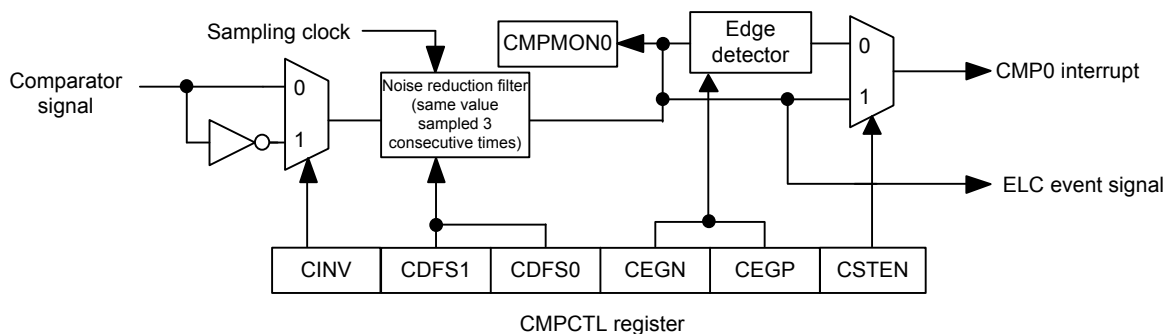 Sampling clock
CMPMON0
Edge
detector
0
1
CMP0 interrupt
Comparator
signal
0
1
Noise reduction filter
(same value
sampled 3
consecutive times)
ELC event signal
CINV
CDFS1
CDFS0
CEGN
CEGP
CSTEN
CMPCTL register